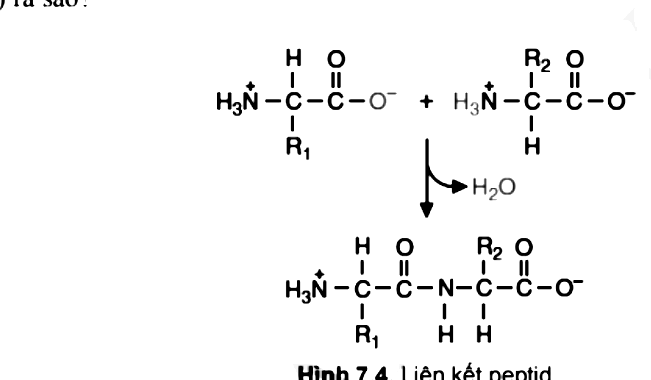 ) ra sao?
H O R₂ O
H₃N⁺–C–C–O⁻ + H₃N⁺–C–C–O⁻
R₁ H
H₂O
H O R₂ O
H₃N⁺–C–C–N–C–C–O⁻
R₁ H H
Hình 7.4. Liên kết peptid